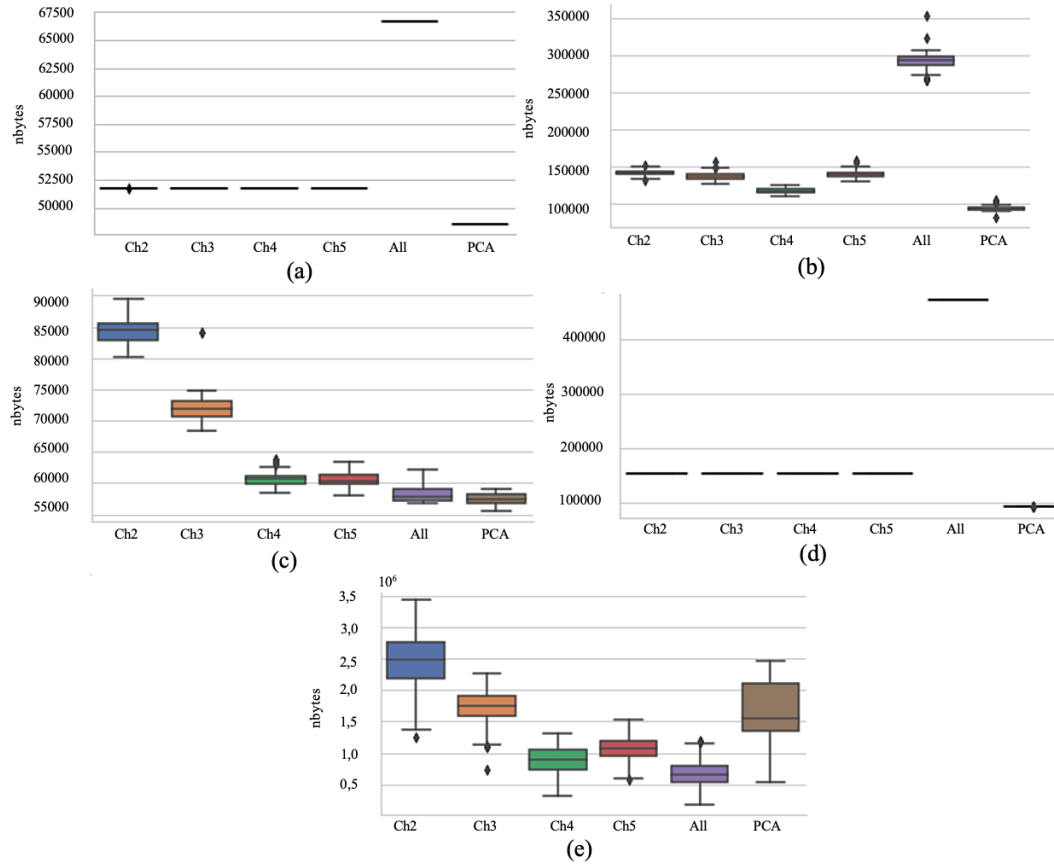 67500
65000
62500
60000
57500
55000
52500
50000
nbytes
Ch2 Ch3 Ch4 Ch5 All PCA
(a)
350000
300000
250000
200000
150000
100000
nbytes
Ch2 Ch3 Ch4 Ch5 All PCA
(b)
90000
85000
80000
75000
70000
65000
60000
55000
nbytes
Ch2 Ch3 Ch4 Ch5 All PCA
(c)
400000
300000
200000
100000
nbytes
Ch2 Ch3 Ch4 Ch5 All PCA
(d)
10⁶
3,5
3,0
2,5
2,0
1,5
1,0
0,5
nbytes
Ch2 Ch3 Ch4 Ch5 All PCA
(e)